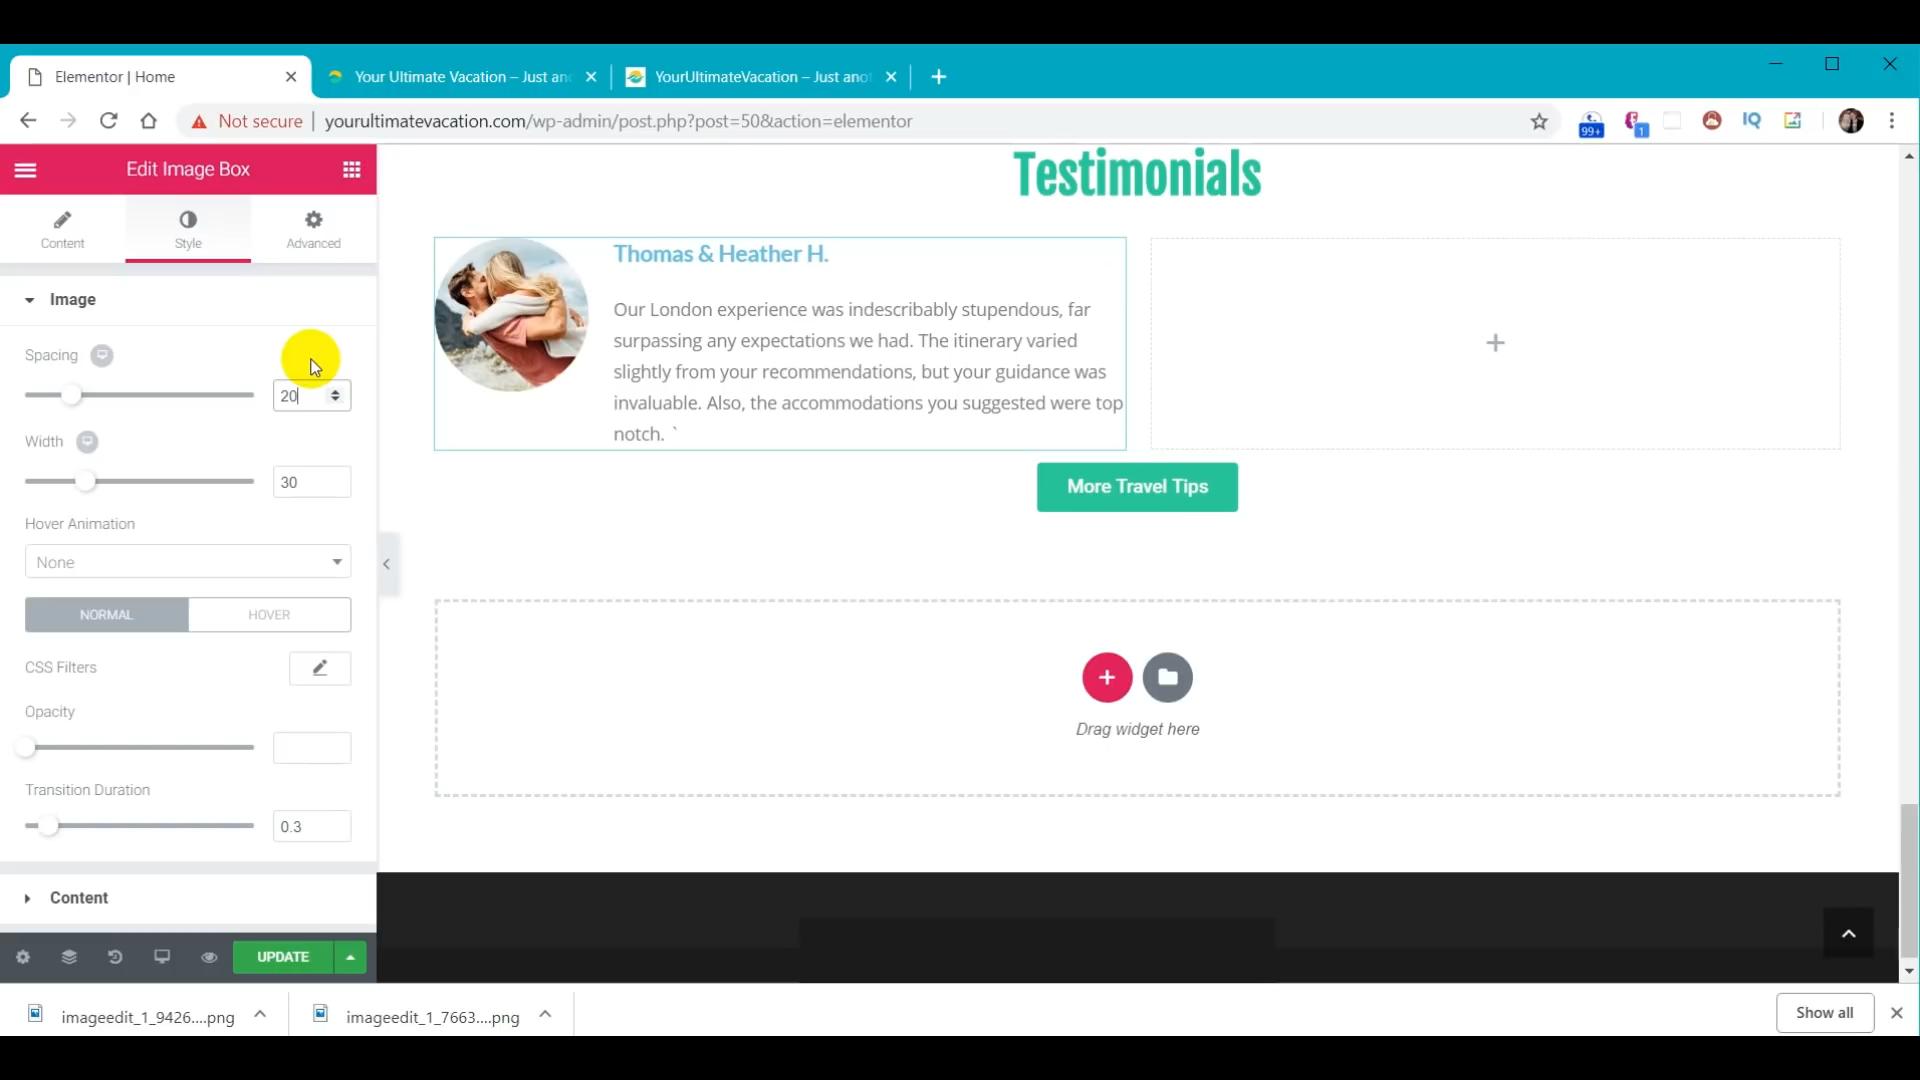 Elementor | Home
Your Ultimate Vacation – Just an
YourUltimateVacation – Just anot
Not secure | yourultimatevacation.com/wp-admin/post.php?post=50&action=elementor
99+
1
IQ
Edit Image Box
Content
Style
Advanced
Image
Spacing
20
Width
30
Hover Animation
None
NORMAL
HOVER
CSS Filters
Opacity
Transition Duration
0.3
Content
UPDATE
Testimonials
Thomas & Heather H.
Our London experience was indescribably stupendous, far
surpassing any expectations we had. The itinerary varied
slightly from your recommendations, but your guidance was
invaluable. Also, the accommodations you suggested were top
notch. `
More Travel Tips
Drag widget here
imageedit_1_9426....png
imageedit_1_7663....png
Show all